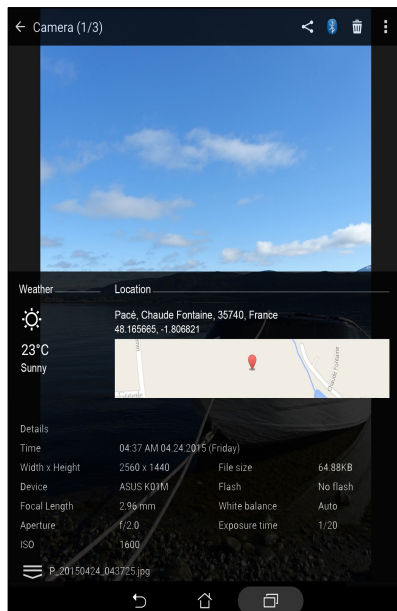 Camera (1/3)
Weather
Location
Pacé, Chaude Fontaine, 35740, France
48.165665, -1.806821
23°C
Sunny
Chaude Fontaine
Google
Details
Time 04:37 AM 04.24.2015 (Friday)
Width x Height 2560 x 1440 File size 64.88KB
Device ASUS K01M Flash No flash
Focal Length 2.96 mm White balance Auto
Aperture f/2.0 Exposure time 1/20
ISO 1600
P_20150424_043725.jpg